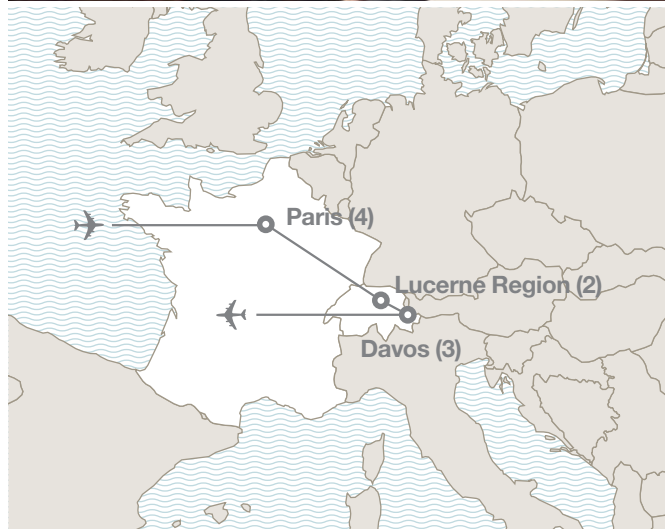 Paris (4)
Lucerne Region (2)
Davos (3)